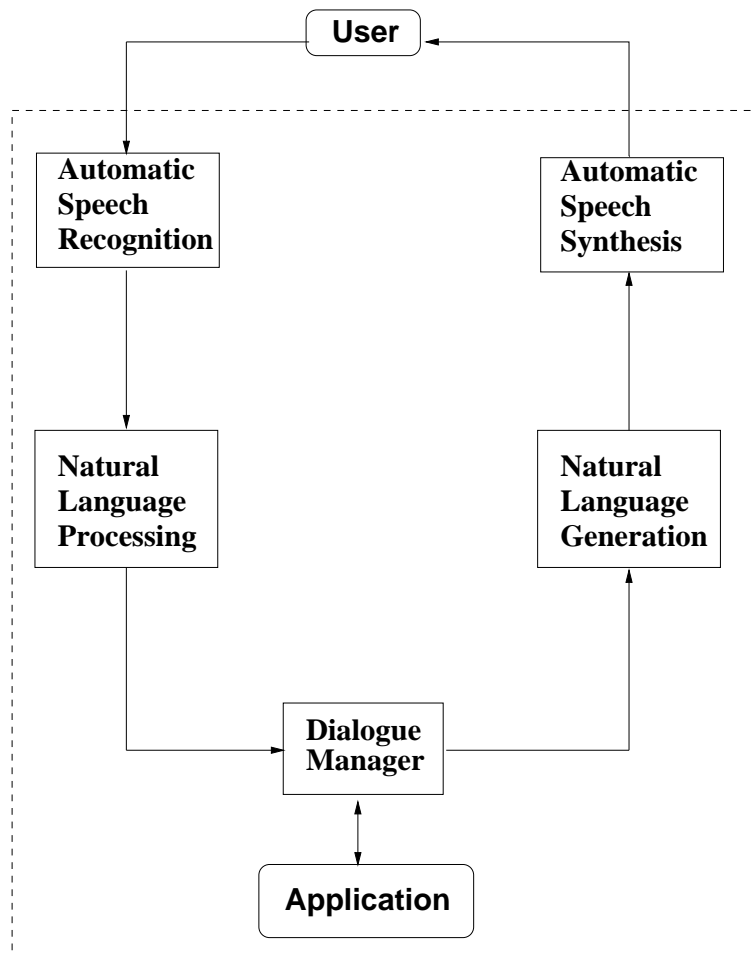 User
Automatic
Speech
Recognition
Automatic
Speech
Synthesis
Natural
Language
Processing
Natural
Language
Generation
Dialogue
Manager
Application